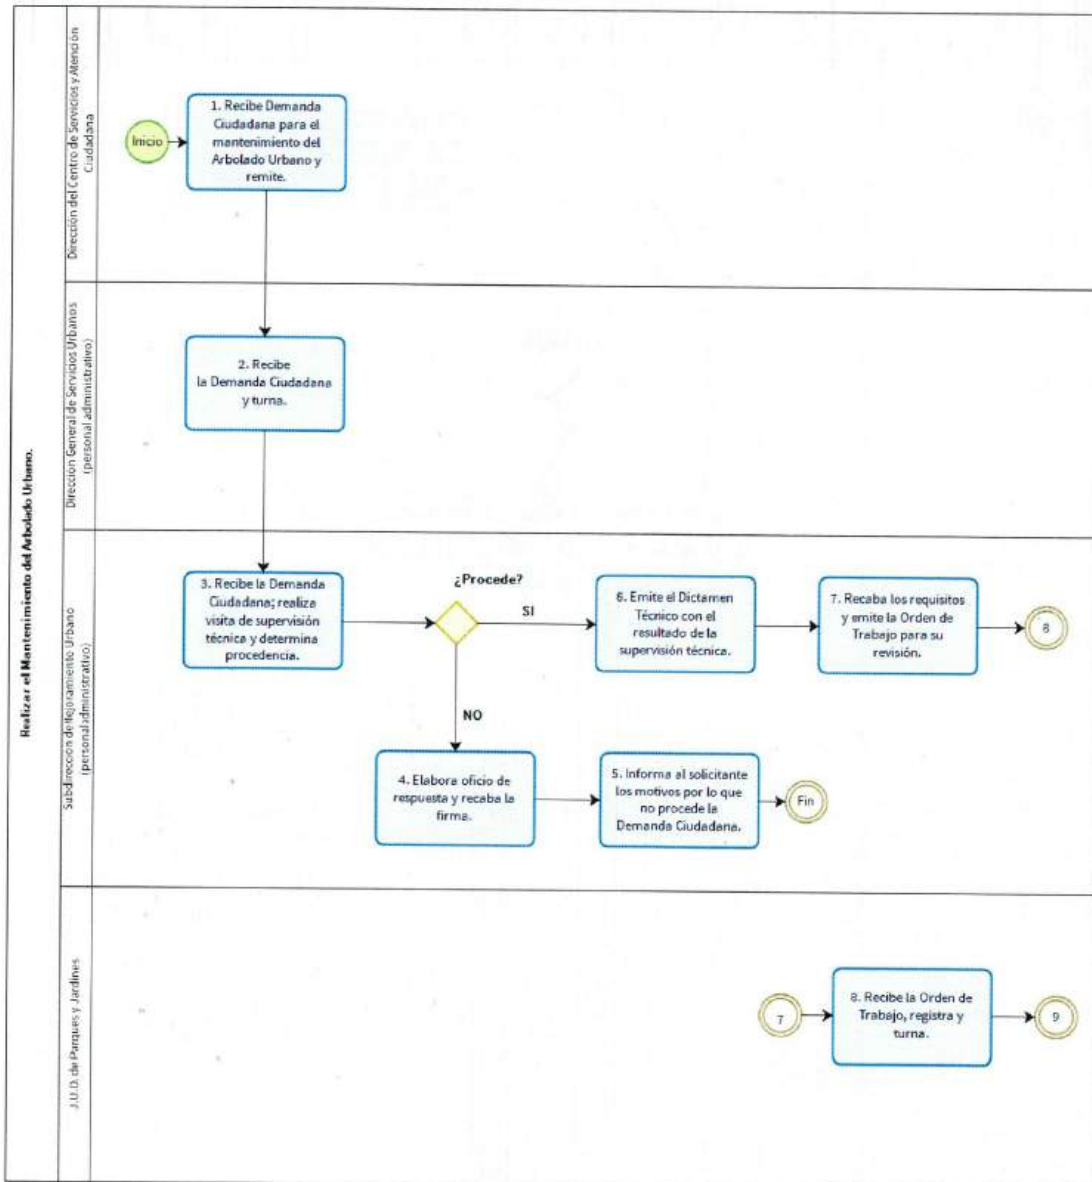 Realizar el Mantenimiento del Arbolado Urbano.
Dirección del Centro de Servicios y Atención
Ciudadana
Inicio
1. Recibe Demanda
Ciudadana para el
mantenimiento del
Arbolado Urbano y
remite.
Dirección General de Servicios Urbanos
(personal administrativo)
2. Recibe
la Demanda Ciudadana
y turna.
Subdirección de Mejoramiento Urbano
(personal administrativo)
3. Recibe la Demanda
Ciudadana; realiza
visita de supervisión
técnica y determina
procedencia.
¿Procede?
SI
6. Emite el Dictamen
Técnico con el
resultado de la
supervisión técnica.
7. Recaba los requisitos
y emite la Orden de
Trabajo para su
revisión.
8
NO
4. Elabora oficio de
respuesta y recaba la
firma.
5. Informa al solicitante
los motivos por lo que
no procede la
Demanda Ciudadana.
Fin
J.U.D. de Parques y Jardines
7
8. Recibe la Orden de
Trabajo, registra y
turna.
9